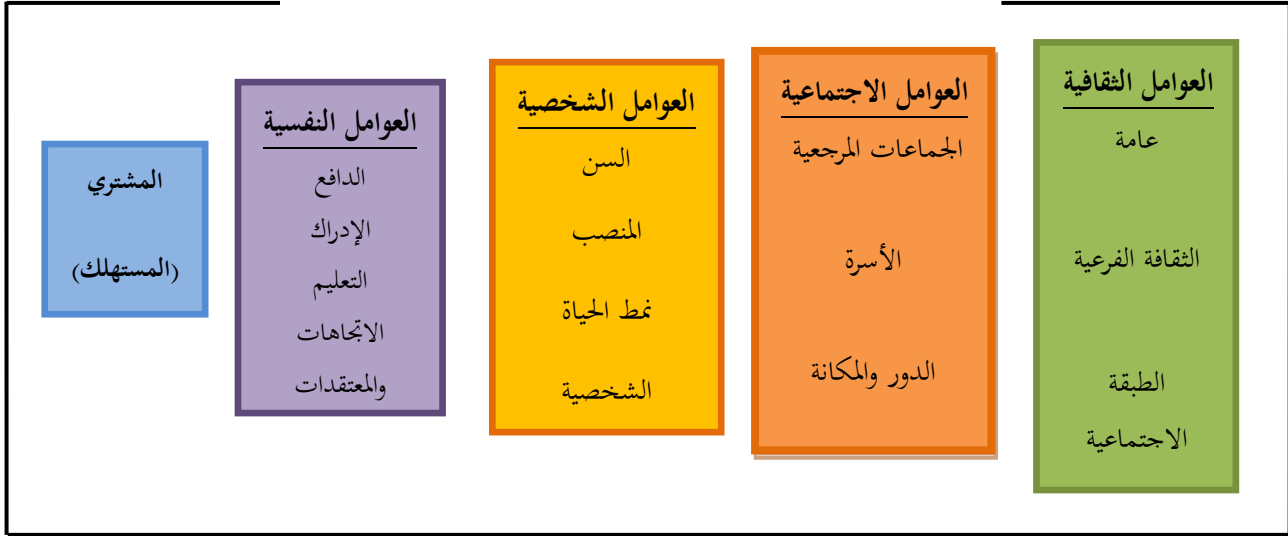 العوامل الثقافية
عامة
الثقافة الفرعية
الطبقة
الاجتماعية
العوامل الاجتماعية
الجماعات المرجعية
الأسرة
الدور والمكانة
العوامل الشخصية
السن
المنصب
نمط الحياة
الشخصية
العوامل النفسية
الدافع
الإدراك
التعليم
الاتجاهات
والمعتقدات
المشتري
(المستهلك)